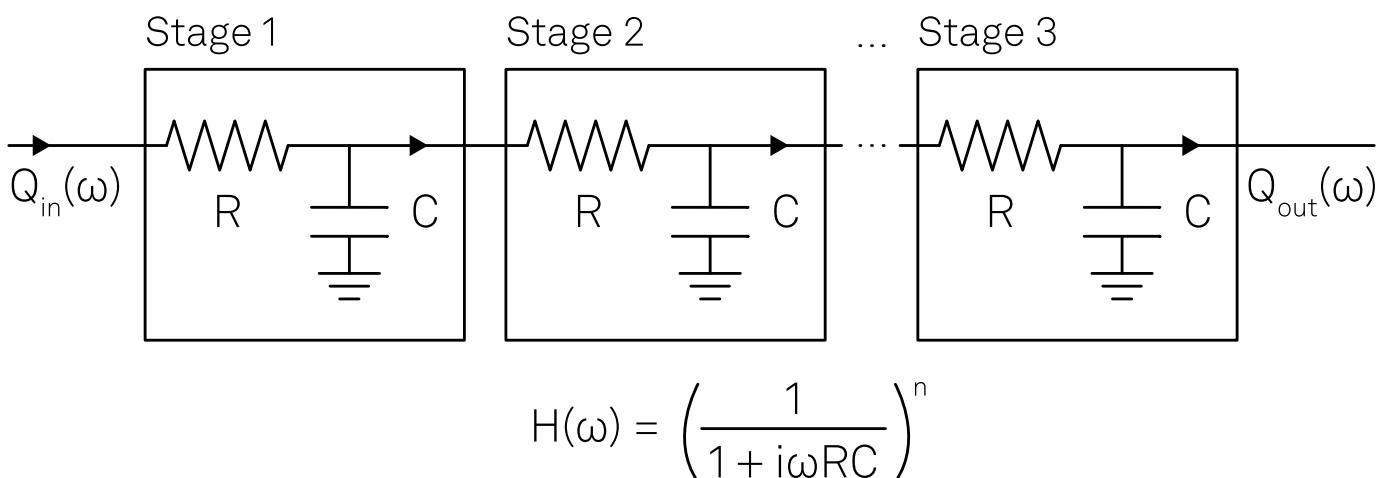 Stage 1
Stage 2
...
Stage 3
Q_in(ω)
R
C
R
C
...
R
C
Q_out(ω)
H(ω) = (1 / (1 + iωRC))^n